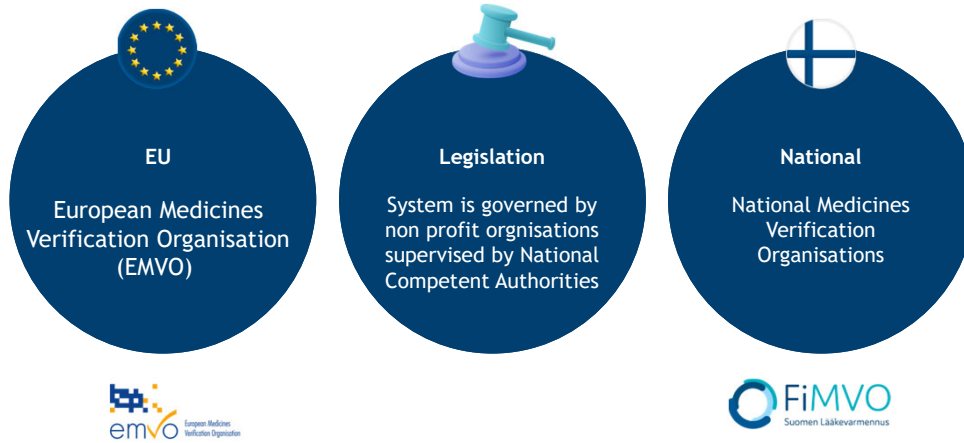 EU
European Medicines
Verification Organisation
(EMVO)
Legislation
System is governed by
non profit orgnisations
supervised by National
Competent Authorities
National
National Medicines
Verification
Organisations
emvo
European Medicines
Verification Organisation
FiMVO
Suomen Lääkevarmennus